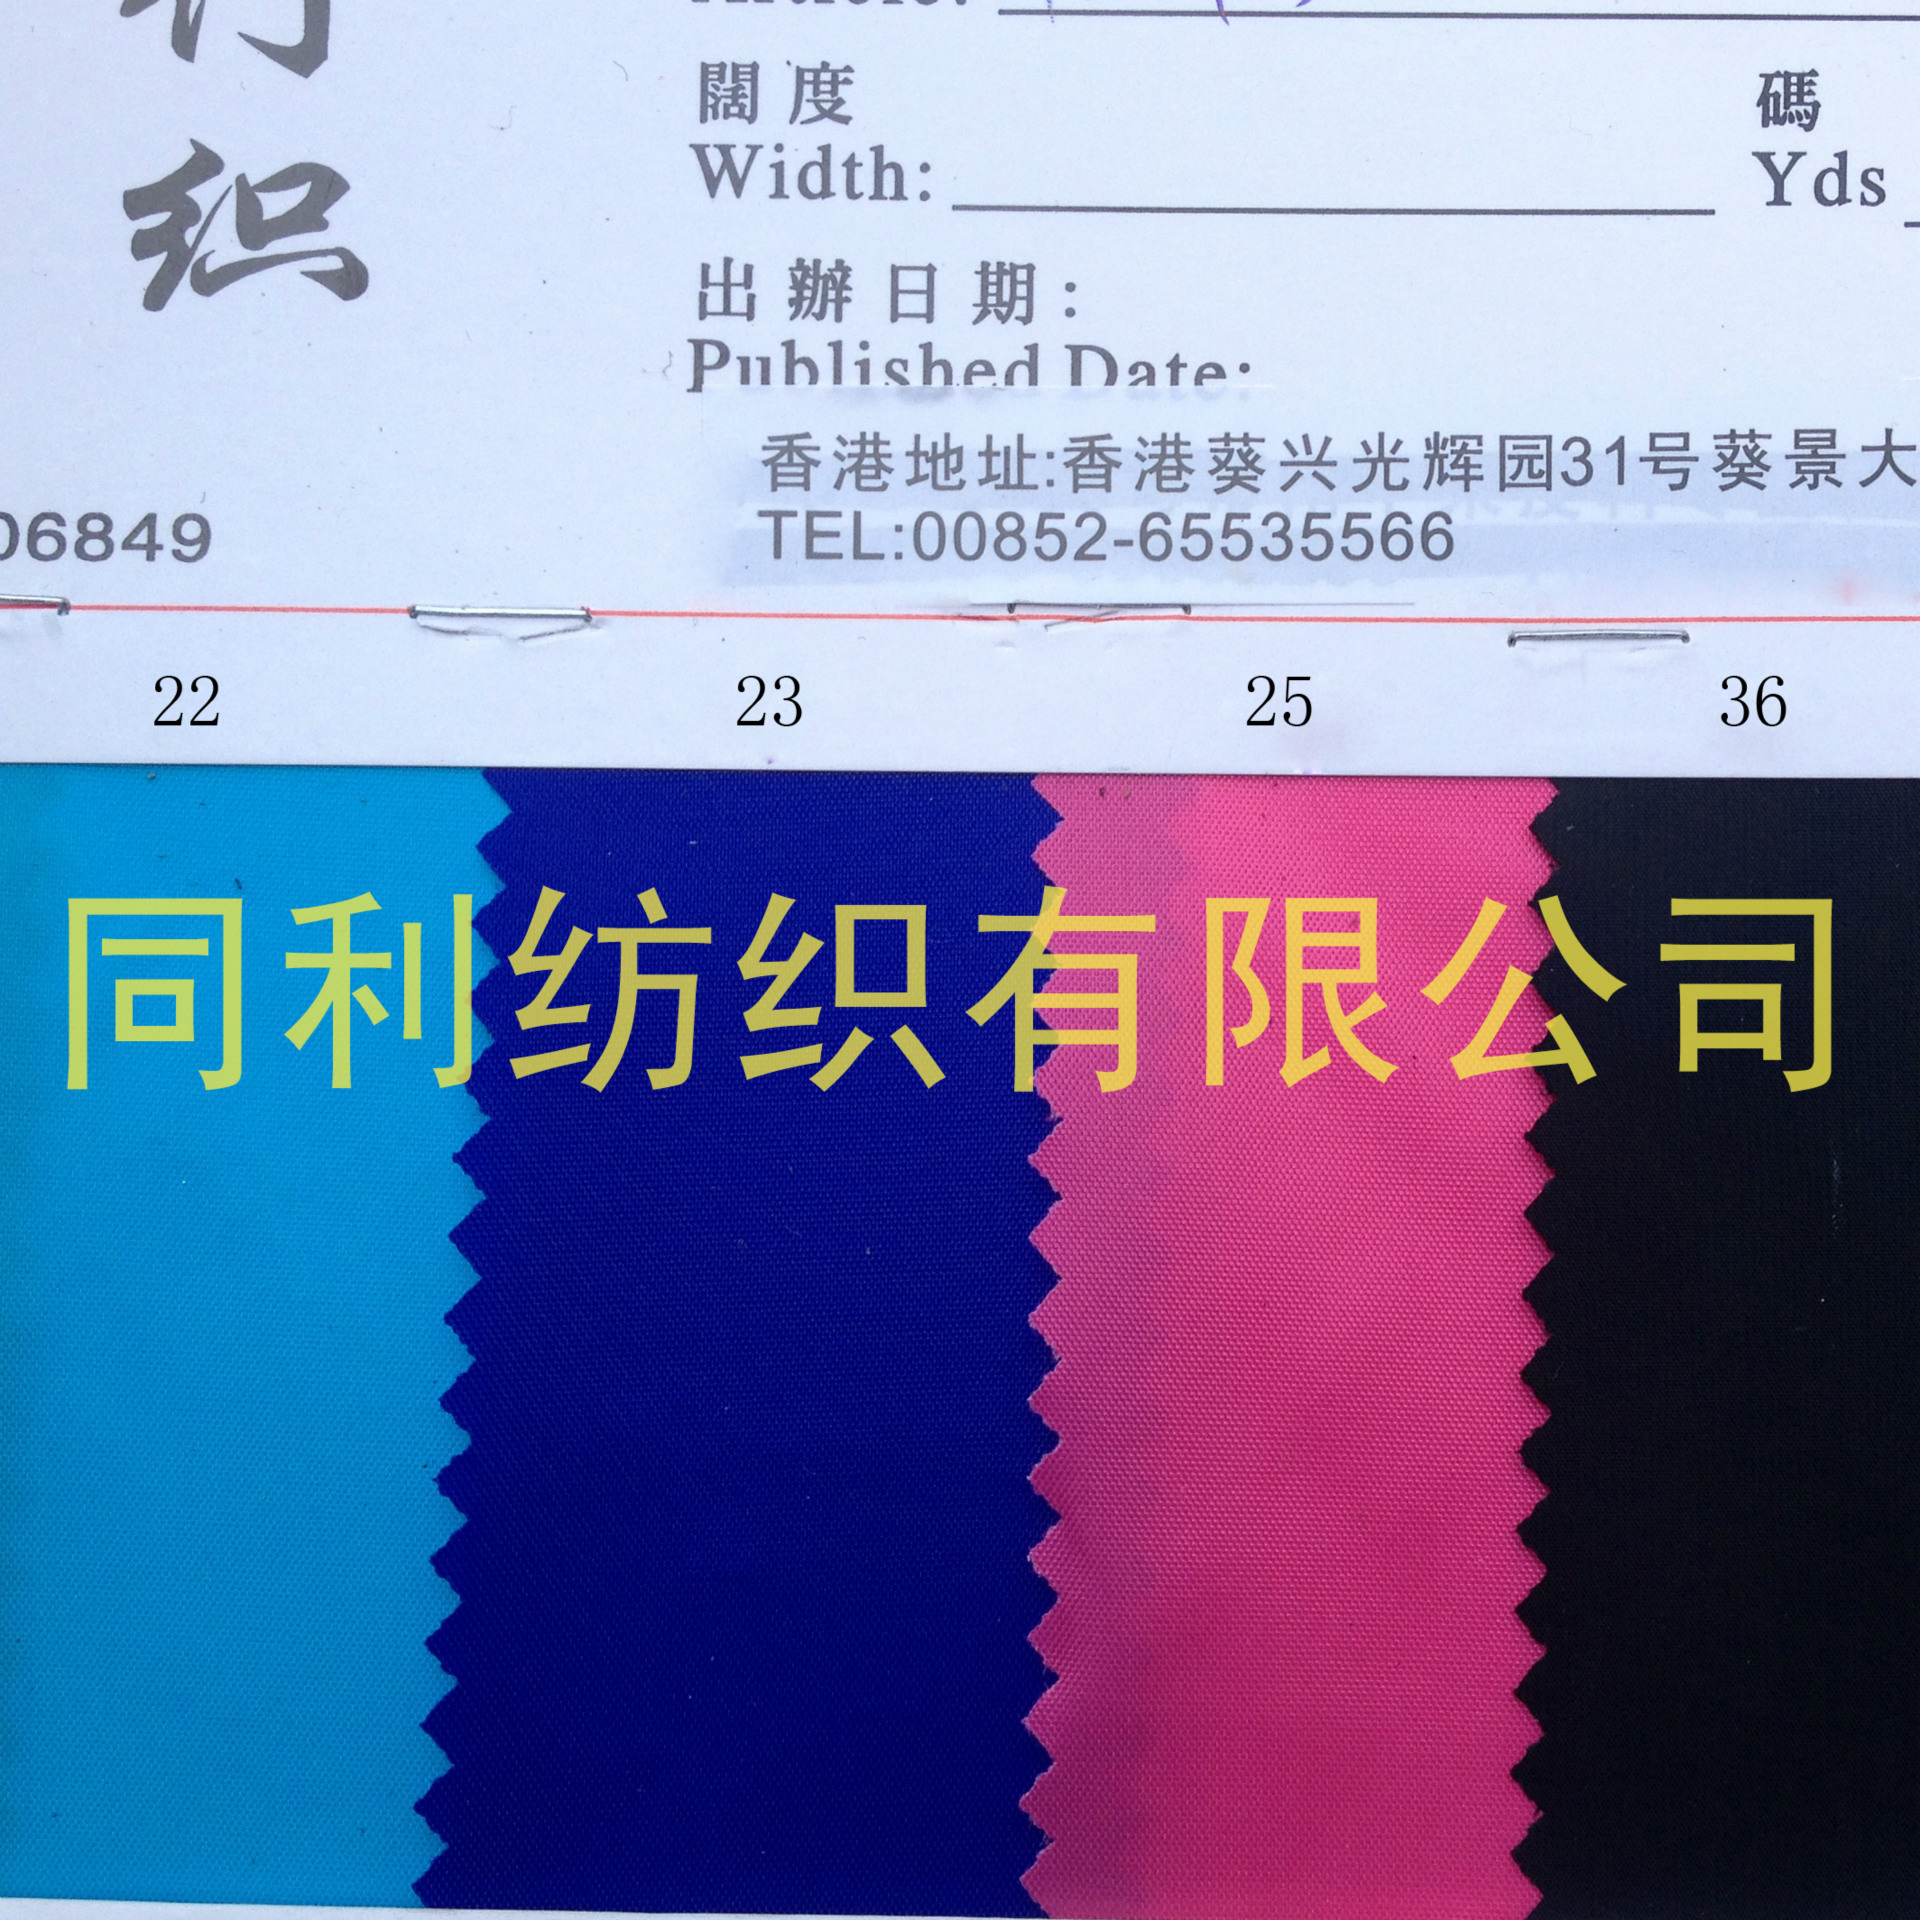 Article:
織
闊度
碼
Width:
Yds
出辦日期:
Published Date:
香港地址:香港葵兴光辉园31号葵景大
06849
TEL:00852-65535566
22 23 25 36
同利纺织有限公司